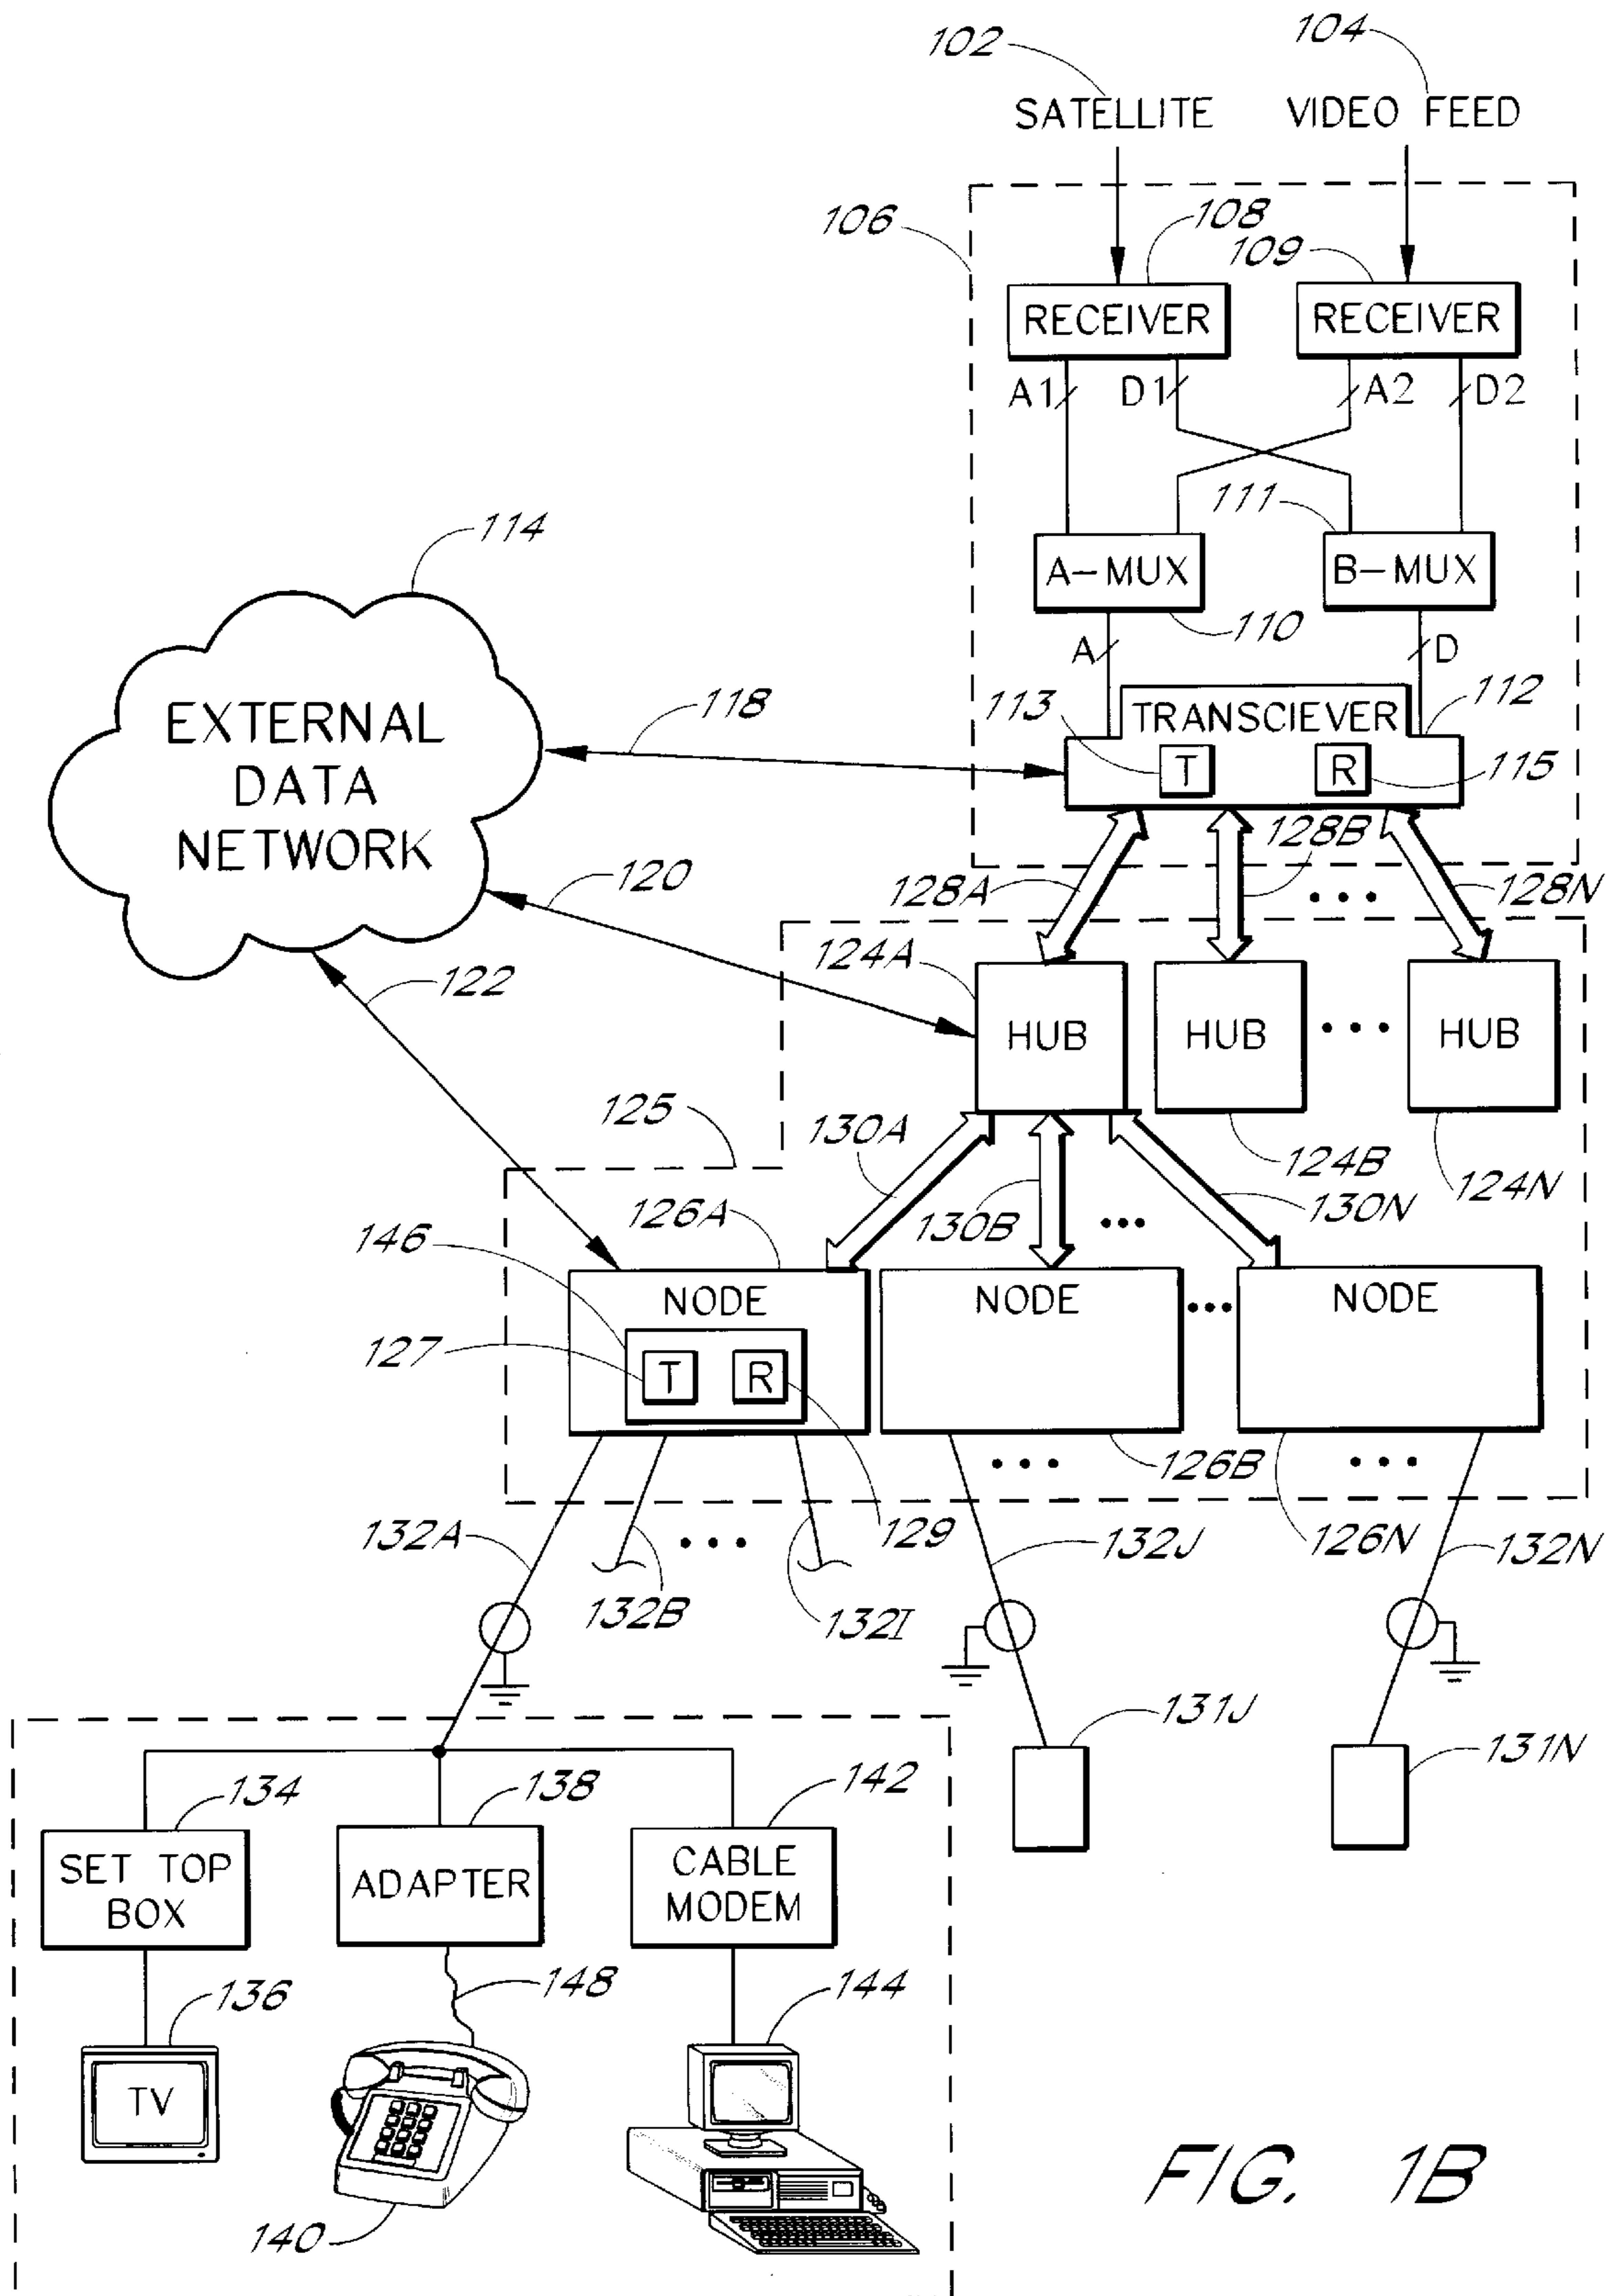 102
104
SATELLITE
VIDEO FEED
106
108
109
RECEIVER
RECEIVER
A1
D1
A2
D2
111
114
A-MUX
B-MUX
110
A
D
EXTERNAL
DATA
NETWORK
118
113
TRANSCIEVER
112
T
R
115
120
128A
128B
128N
• • •
122
124A
HUB
HUB
• • •
HUB
125
130A
124B
124N
126A
130B
• • •
130N
146
NODE
NODE
• • •
NODE
127
T
R
• • •
126B
• • •
132A
• • •
129
132J
126N
132N
132B
132I
131J
131N
134
138
142
SET TOP
BOX
ADAPTER
CABLE
MODEM
136
148
144
TV
140
FIG. 1B